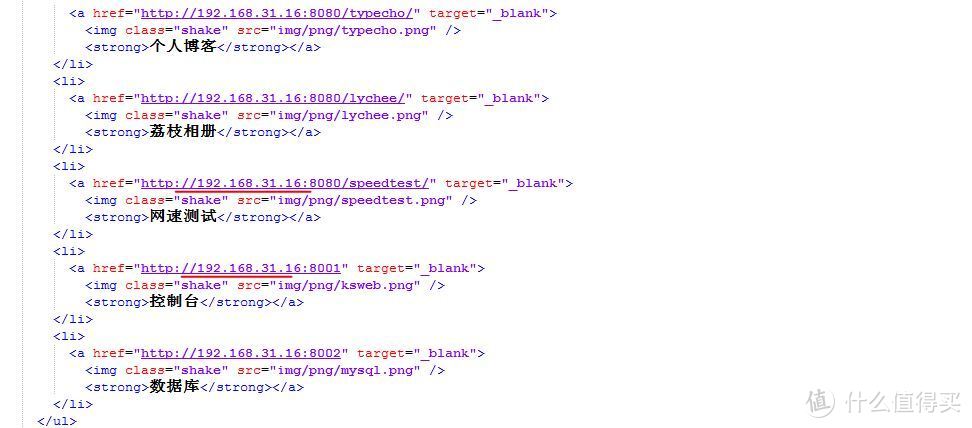 <a href="http://192.168.31.16:8080/typecho/" target="_blank">
<img class="shake" src="img/png/typecho.png" />
<strong>个人博客</strong></a>
</li>
<li>
<a href="http://192.168.31.16:8080/lychee/" target="_blank">
<img class="shake" src="img/png/lychee.png" />
<strong>荔枝相册</strong></a>
</li>
<li>
<a href="http://192.168.31.16:8080/speedtest/" target="_blank">
<img class="shake" src="img/png/speedtest.png" />
<strong>网速测试</strong></a>
</li>
<li>
<a href="http://192.168.31.16:8001" target="_blank">
<img class="shake" src="img/png/ksweb.png" />
<strong>控制台</strong></a>
</li>
<li>
<a href="http://192.168.31.16:8002" target="_blank">
<img class="shake" src="img/png/mysql.png" />
<strong>数据库</strong></a>
</li>
</ul>
值 什么值得买